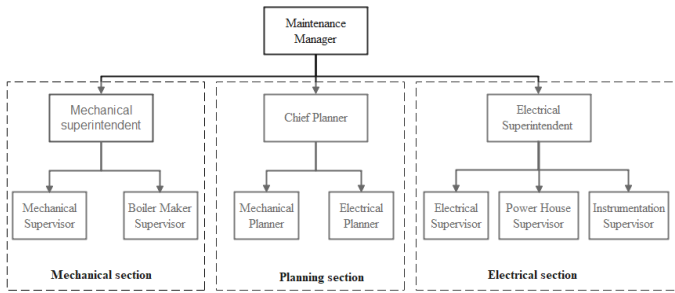 Maintenance
Manager
Mechanical
superintendent
Chief Planner
Electrical
Superintendent
Mechanical
Supervisor
Boiler Maker
Supervisor
Mechanical
Planner
Electrical
Planner
Electrical
Supervisor
Power House
Supervisor
Instrumentation
Supervisor
Mechanical section
Planning section
Electrical section